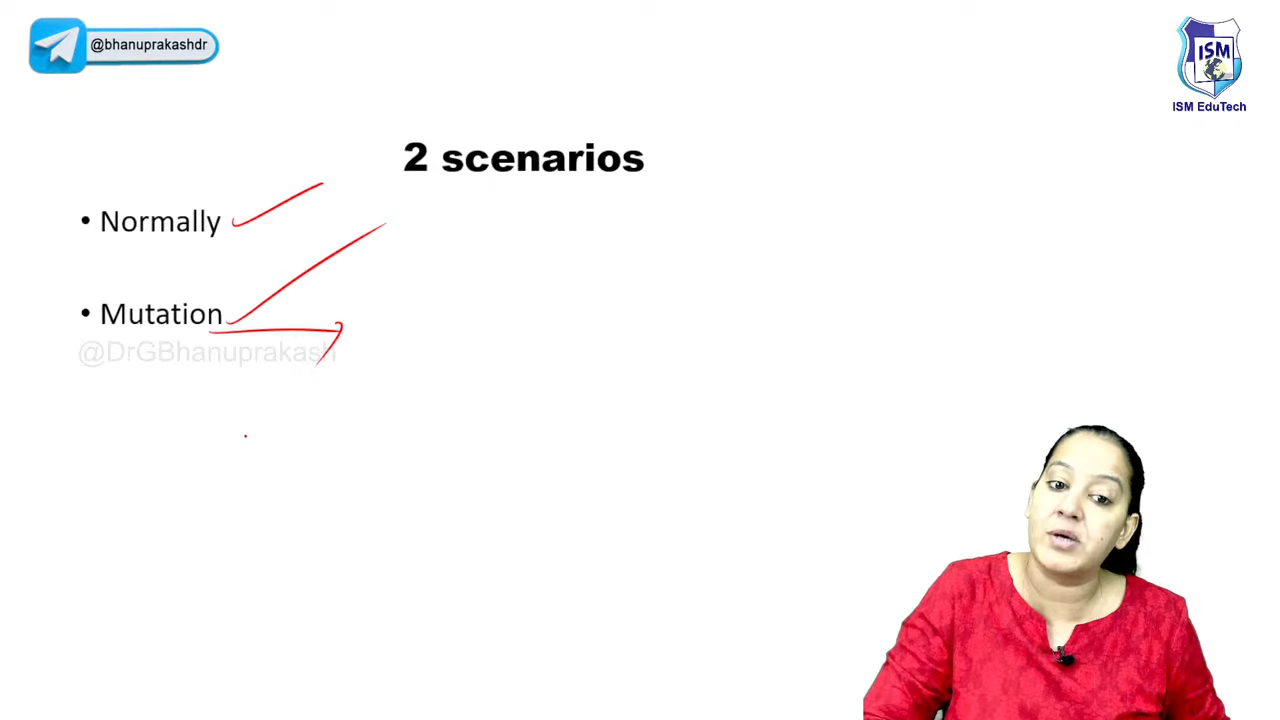 @bhanuprakashdr
ISM
ISM EduTech
2 scenarios
• Normally
• Mutation
@DrGBhanuprakash